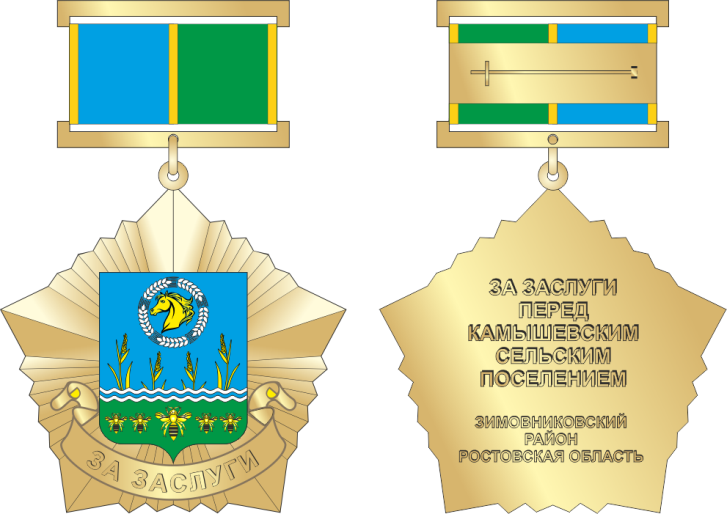 ЗА ЗАСЛУГИ
ЗА ЗАСЛУГИ
ПЕРЕД
КАМЫШЕВСКИМ
СЕЛЬСКИМ
ПОСЕЛЕНИЕМ
ЗИМОВНИКОВСКИЙ
РАЙОН
РОСТОВСКАЯ ОБЛАСТЬ